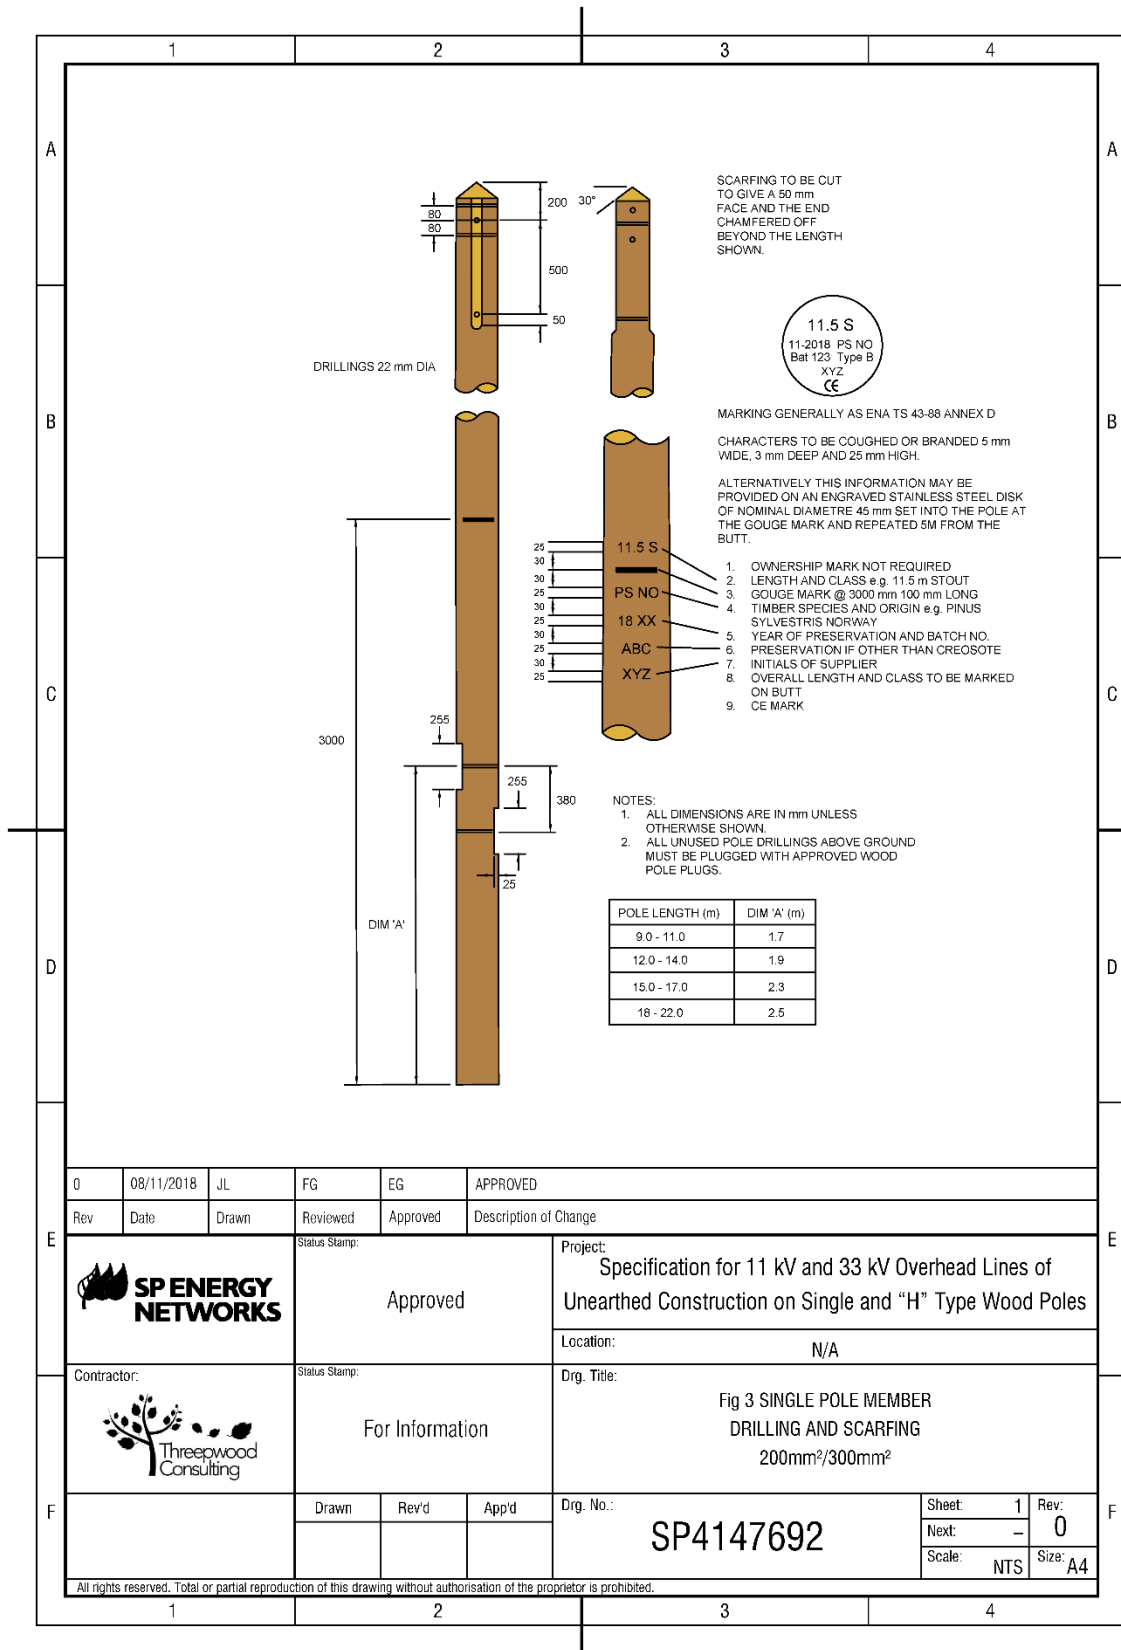 1 2 3 4
A A
SCARFING TO BE CUT
TO GIVE A 50 mm
FACE AND THE END
CHAMFERED OFF
BEYOND THE LENGTH
SHOWN.
200 30°
80
80
500
50
DRILLINGS 22 mm DIA
11.5 S
11-2018 PS NO
Bat 123 Type B
XYZ
CE
B B
MARKING GENERALLY AS ENA TS 43-88 ANNEX D
CHARACTERS TO BE COUGHED OR BRANDED 5 mm
WIDE, 3 mm DEEP AND 25 mm HIGH.
ALTERNATIVELY THIS INFORMATION MAY BE
PROVIDED ON AN ENGRAVED STAINLESS STEEL DISK
OF NOMINAL DIAMETRE 45 mm SET INTO THE POLE AT
THE GOUGE MARK AND REPEATED 5M FROM THE
BUTT.
25
30
30
25
30
25
30
25
30
25
11.5 S
PS NO
18 XX
ABC
XYZ
1. OWNERSHIP MARK NOT REQUIRED
2. LENGTH AND CLASS e.g. 11.5 m STOUT
3. GOUGE MARK @ 3000 mm 100 mm LONG
4. TIMBER SPECIES AND ORIGIN e.g. PINUS
SYLVESTRIS NORWAY
5. YEAR OF PRESERVATION AND BATCH NO.
6. PRESERVATION IF OTHER THAN CREOSOTE
7. INITIALS OF SUPPLIER
8. OVERALL LENGTH AND CLASS TO BE MARKED
ON BUTT
9. CE MARK
C C
3000
255
255
380
25
DIM 'A'
NOTES:
1. ALL DIMENSIONS ARE IN mm UNLESS
OTHERWISE SHOWN.
2. ALL UNUSED POLE DRILLINGS ABOVE GROUND
MUST BE PLUGGED WITH APPROVED WOOD
POLE PLUGS.
POLE LENGTH (m) DIM 'A' (m)
9.0 - 11.0 1.7
12.0 - 14.0 1.9
15.0 - 17.0 2.3
18 - 22.0 2.5
D D
0 08/11/2018 JL FG EG APPROVED
Rev Date Drawn Reviewed Approved Description of Change
E E
SP ENERGY
NETWORKS
Status Stamp:
Approved
Project:
Specification for 11 kV and 33 kV Overhead Lines of
Unearthed Construction on Single and “H” Type Wood Poles
Location:
N/A
Contractor:
Threepwood
Consulting
Status Stamp:
For Information
Drg. Title:
Fig 3 SINGLE POLE MEMBER
DRILLING AND SCARFING
200mm²/300mm²
F F
Drawn Rev'd App'd
Drg. No.:
SP4147692
Sheet: 1 Rev:
Next: – 0
Scale: NTS Size: A4
All rights reserved. Total or partial reproduction of this drawing without authorisation of the proprietor is prohibited.
1 2 3 4